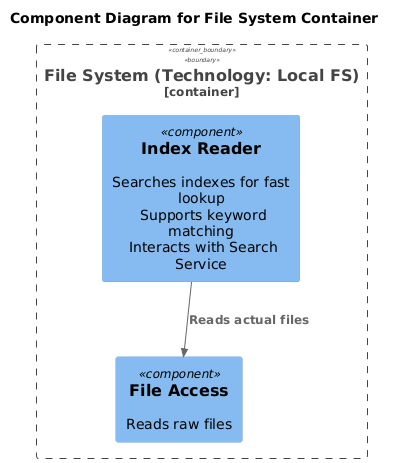 Component Diagram for File System Container
«container_boundary»
«boundary»
File System (Technology: Local FS)
[container]
«component»
Index Reader
Searches indexes for fast
lookup
Supports keyword
matching
Interacts with Search
Service
Reads actual files
«component»
File Access
Reads raw files